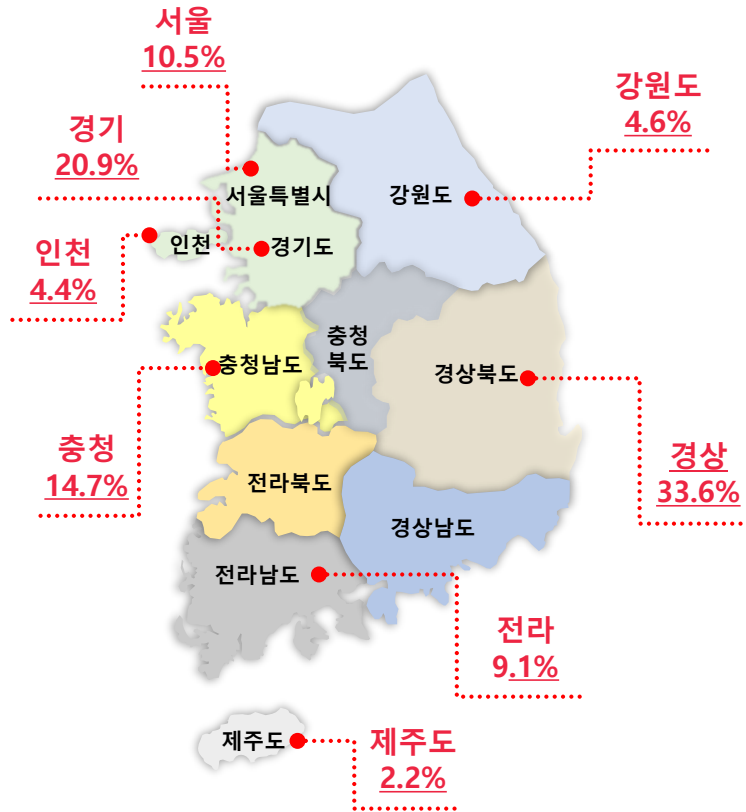 서울
10.5%
강원도
4.6%
경기
20.9%
서울특별시
강원도
인천
경기도
인천
4.4%
충청
북도
충청남도
경상북도
충청
14.7%
경상
33.6%
전라북도
경상남도
전라남도
전라
9.1%
제주도
제주도
2.2%